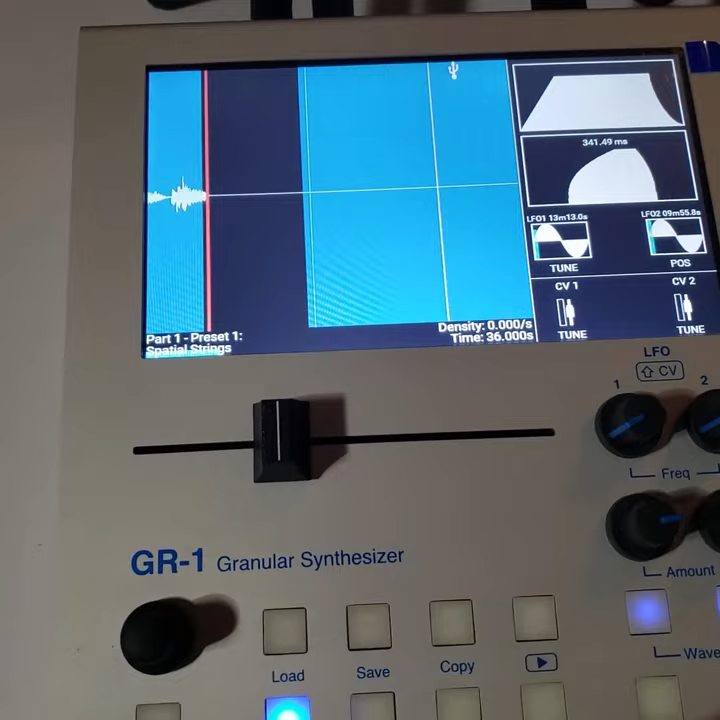 341.49 ms
LFO1 13m13.0s
LFO2 09m55.8s
TUNE
POS
CV 1
CV 2
TUNE
TUNE
Part 1 - Preset 1:
Spatial Strings
Density: 0.000/s
Time: 36.000s
LFO
CV
1
2
Freq
Amount
GR-1 Granular Synthesizer
Load
Save
Copy
Wave